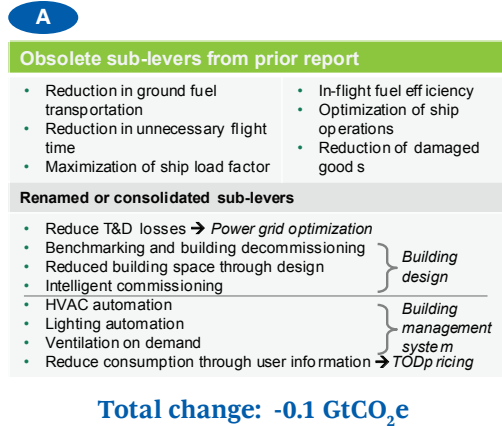 A
Obsolete sub-levers from prior report
• Reduction in ground fuel
transportation
• Reduction in unnecessary flight
time
• Maximization of ship load factor
• In-flight fuel efficiency
• Optimization of ship
operations
• Reduction of damaged
goods
Renamed or consolidated sub-levers
• Reduce T&D losses → Power grid optimization
• Benchmarking and building decommissioning
• Reduced building space through design
• Intelligent commissioning
Building
design
• HVAC automation
• Lighting automation
• Ventilation on demand
Building
management
system
• Reduce consumption through user information → TOD pricing
Total change: -0.1 GtCO₂e